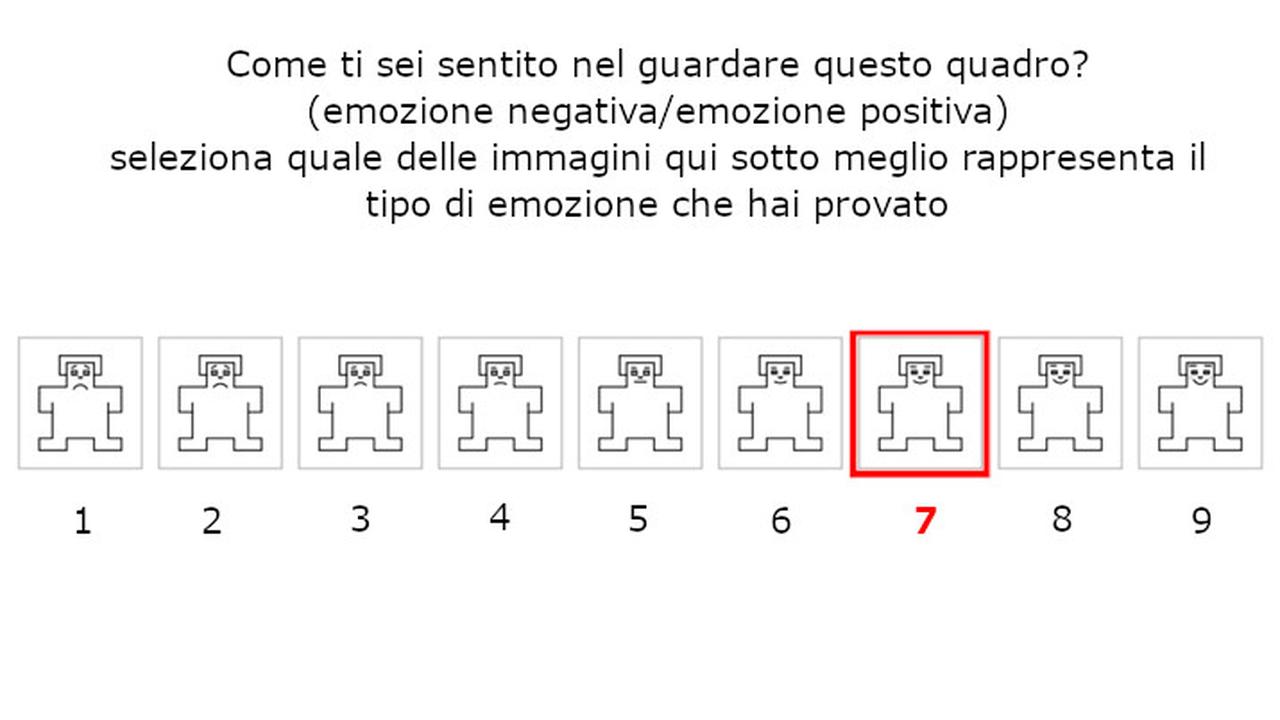 Come ti sei sentito nel guardare questo quadro?
(emozione negativa/emozione positiva)
seleziona quale delle immagini qui sotto meglio rappresenta il
tipo di emozione che hai provato
1 2 3 4 5 6 7 8 9